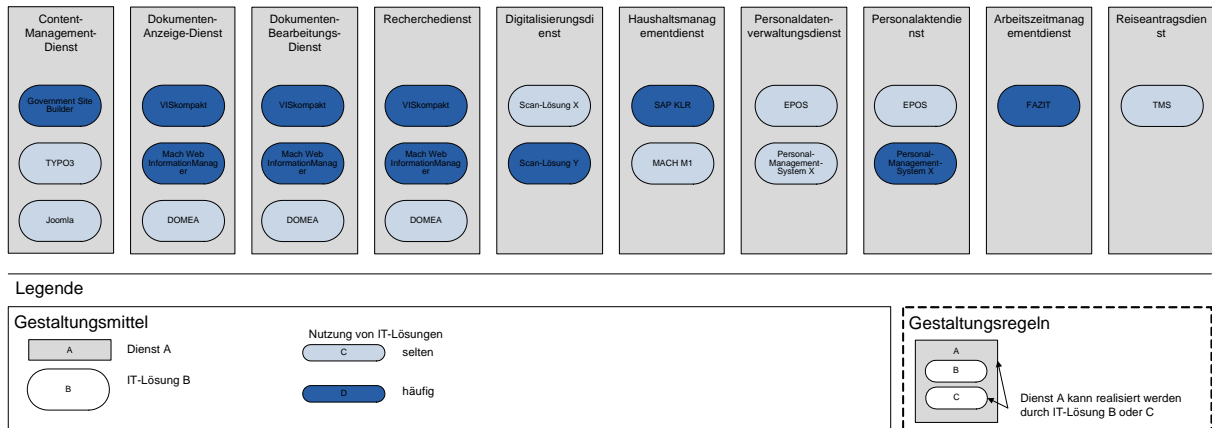 Content-
Management-
Dienst
Government Site
Builder
TYPO3
Joomla
Dokumenten-
Anzeige-Dienst
VISkompakt
Mach Web
InformationManag
er
DOMEA
Dokumenten-
Bearbeitungs-
Dienst
VISkompakt
Mach Web
InformationManag
er
DOMEA
Recherchedienst
VISkompakt
Mach Web
InformationManag
er
DOMEA
Digitalisierungsdi
enst
Scan-Lösung X
Scan-Lösung Y
Haushaltsmanag
ementdienst
SAP KLR
MACH M1
Personaldaten-
verwaltungsdienst
EPOS
Personal-
Management-
System X
Personalaktendie
nst
EPOS
Personal-
Management-
System X
Arbeitszeitmanag
ementdienst
FAZIT
Reiseantragsdien
st
TMS
Legende
Gestaltungsmittel
A
Dienst A
B
IT-Lösung B
Nutzung von IT-Lösungen
C
selten
D
häufig
Gestaltungsregeln
A
B
C
Dienst A kann realisiert werden
durch IT-Lösung B oder C